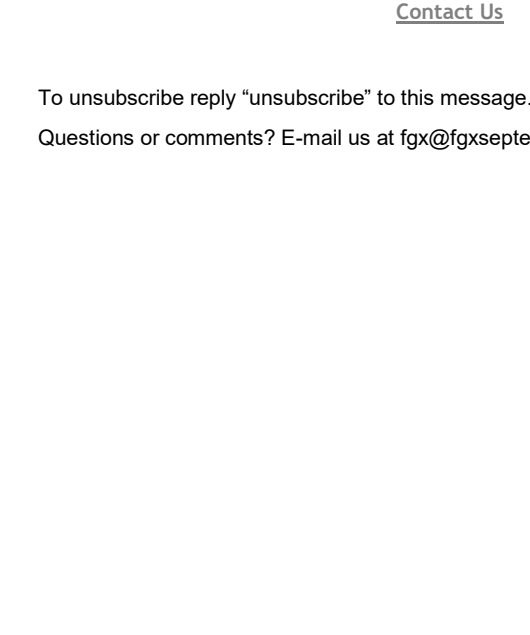 Contact Us
To unsubscribe reply “unsubscribe” to this message.
Questions or comments? E-mail us at fgx@fgxsepte